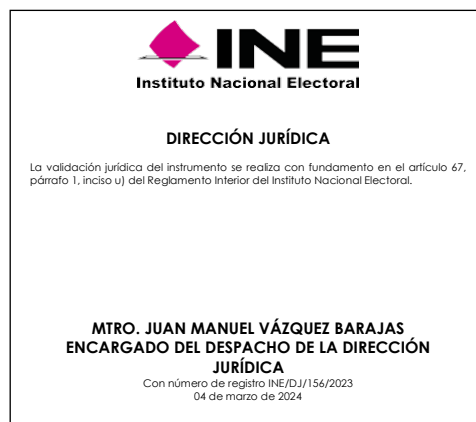 INE
Instituto Nacional Electoral
DIRECCIÓN JURÍDICA
La validación jurídica del instrumento se realiza con fundamento en el artículo 67,
párrafo 1, inciso u) del Reglamento Interior del Instituto Nacional Electoral.
MTRO. JUAN MANUEL VÁZQUEZ BARAJAS
ENCARGADO DEL DESPACHO DE LA DIRECCIÓN
JURÍDICA
Con número de registro INE/DJ/156/2023
04 de marzo de 2024